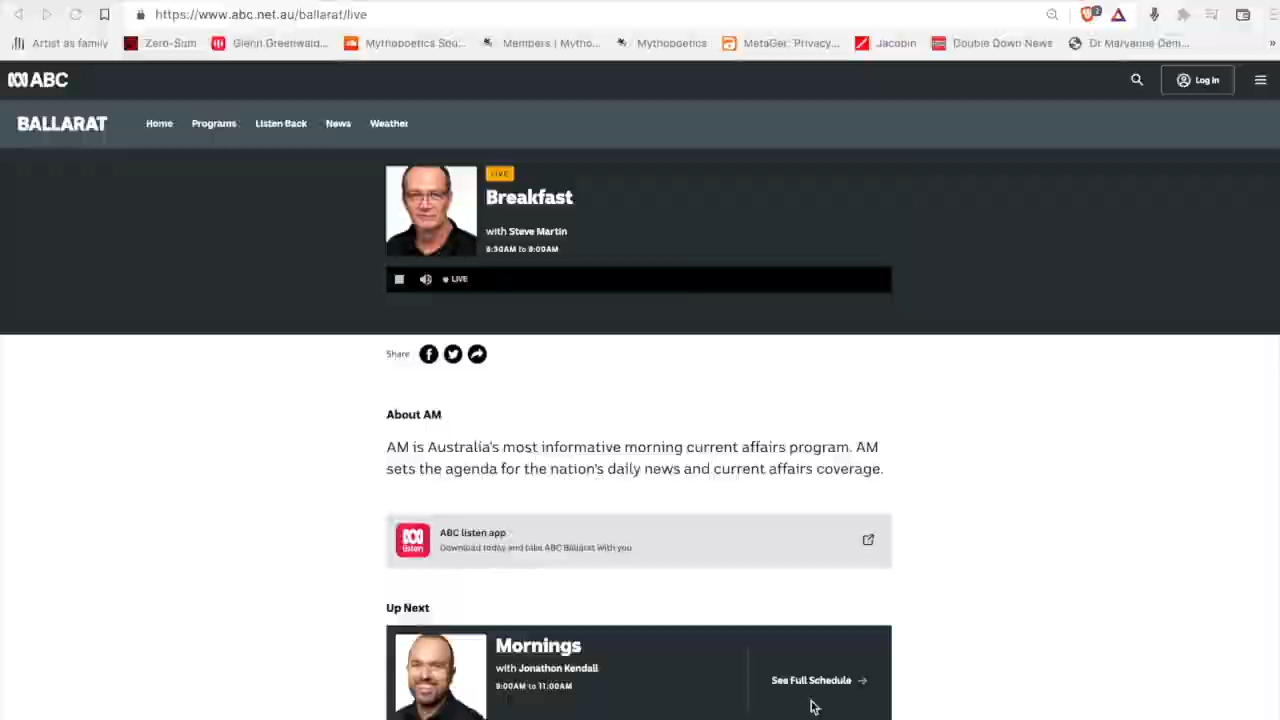 https://www.abc.net.au/ballarat/live
2
Artist as family
Zero-Sum
Glenn Greenwald...
Mythopoetics Sou...
Members | Mytho...
Mythopoetics
MetaGer: Privacy...
Jacobin
Double Down News
Dr Maryanne Dem...
»
ABC
Log in
BALLARAT
Home
Programs
Listen Back
News
Weather
LIVE
Breakfast
with Steve Martin
LIVE
Share
About AM
AM is Australia's most informative morning current affairs program. AM
sets the agenda for the nation's daily news and current affairs coverage.
listen
ABC listen app
Download today and take ABC Ballarat with you
Up Next
Mornings
with Jonathon Kendall
9:00AM to 11:00AM
See Full Schedule →